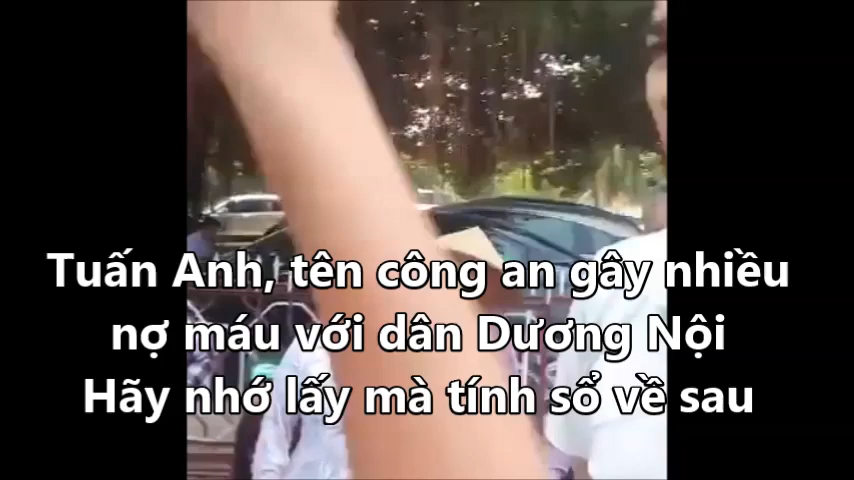 Tuấn Anh, tên công an gây nhiều
nợ máu với dân Dương Nội
Hãy nhớ lấy mà tính sổ về sau